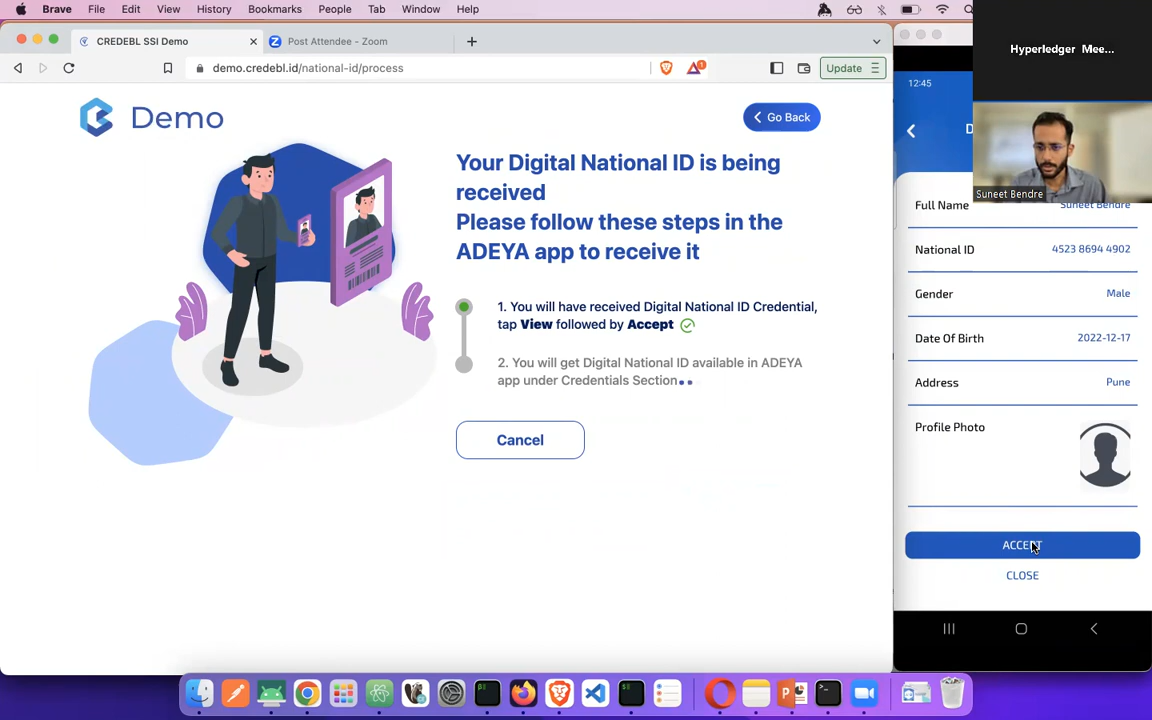 Brave File Edit View History Bookmarks People Tab Window Help
CREDEBL SSI Demo
Post Attendee - Zoom
demo.credebl.id/national-id/process
1
Update
Demo
Go Back
Your Digital National ID is being
received
Please follow these steps in the
ADEYA app to receive it
1. You will have received Digital National ID Credential,
tap View followed by Accept
2. You will get Digital National ID available in ADEYA
app under Credentials Section
Cancel
Hyperledger Mee...
Suneet Bendre
12:45
D
Full Name Suneet Bendre
National ID 4523 8694 4902
Gender Male
Date Of Birth 2022-12-17
Address Pune
Profile Photo
ACCEPT
CLOSE